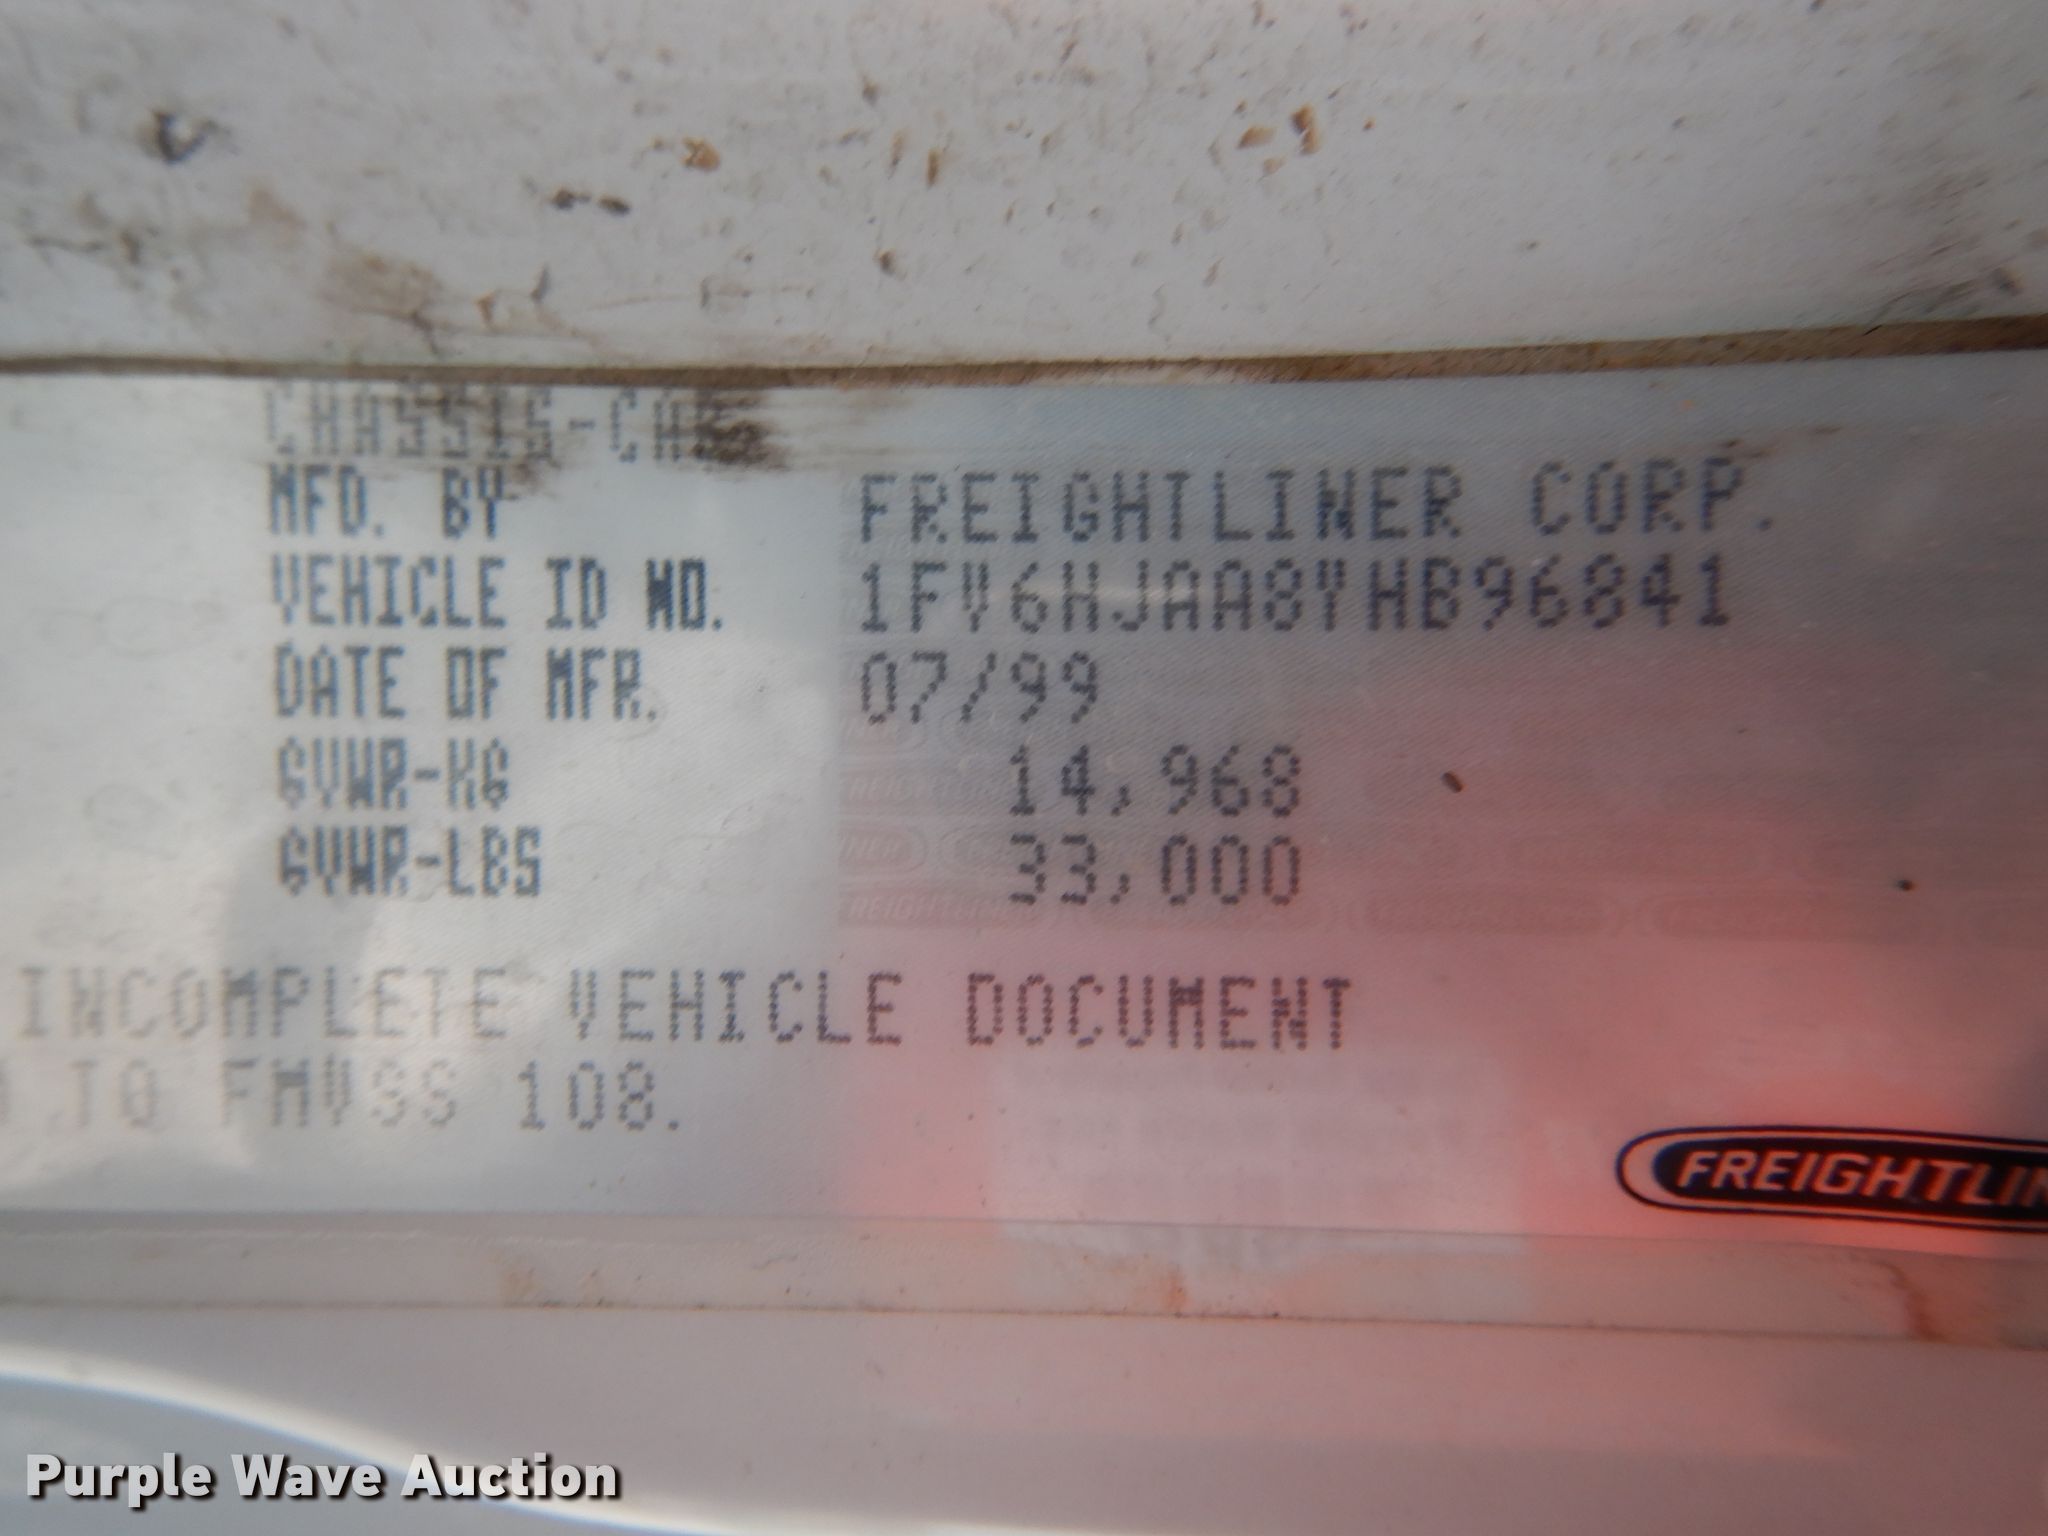 CHASSIS-CAB
MFD. BY FREIGHTLINER CORP.
VEHICLE ID NO. 1FV6HJAA8YHB96841
DATE OF MFR. 07/99
GVWR-KG 14,968
GVWR-LBS 33,000
INCOMPLETE VEHICLE DOCUMENT
TO FMVSS 108.
FREIGHTLIN
Purple Wave Auction